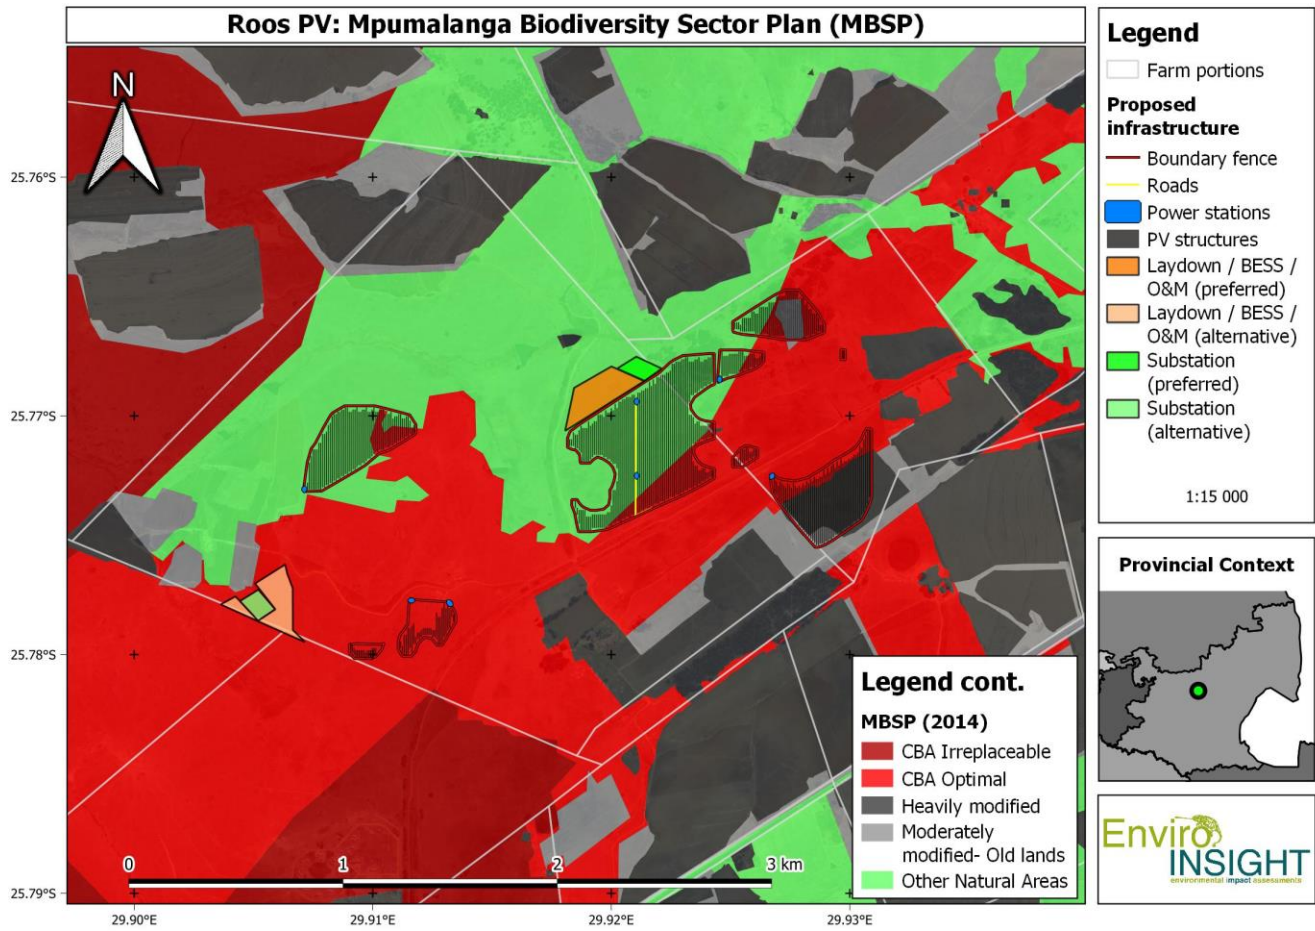 Roos PV: Mpumalanga Biodiversity Sector Plan (MBSP)
N
25.76°S
25.77°S
25.78°S
25.79°S
29.90°E
29.91°E
29.92°E
29.93°E
0
1
2
3 km
Legend
Farm portions
Proposed
infrastructure
Boundary fence
Roads
Power stations
PV structures
Laydown / BESS /
O&M (preferred)
Laydown / BESS /
O&M (alternative)
Substation
(preferred)
Substation
(alternative)
1:15 000
Legend cont.
MBSP (2014)
CBA Irreplaceable
CBA Optimal
Heavily modified
Moderately
modified- Old lands
Other Natural Areas
Provincial Context
Enviro
INSIGHT
environmental impact assessments